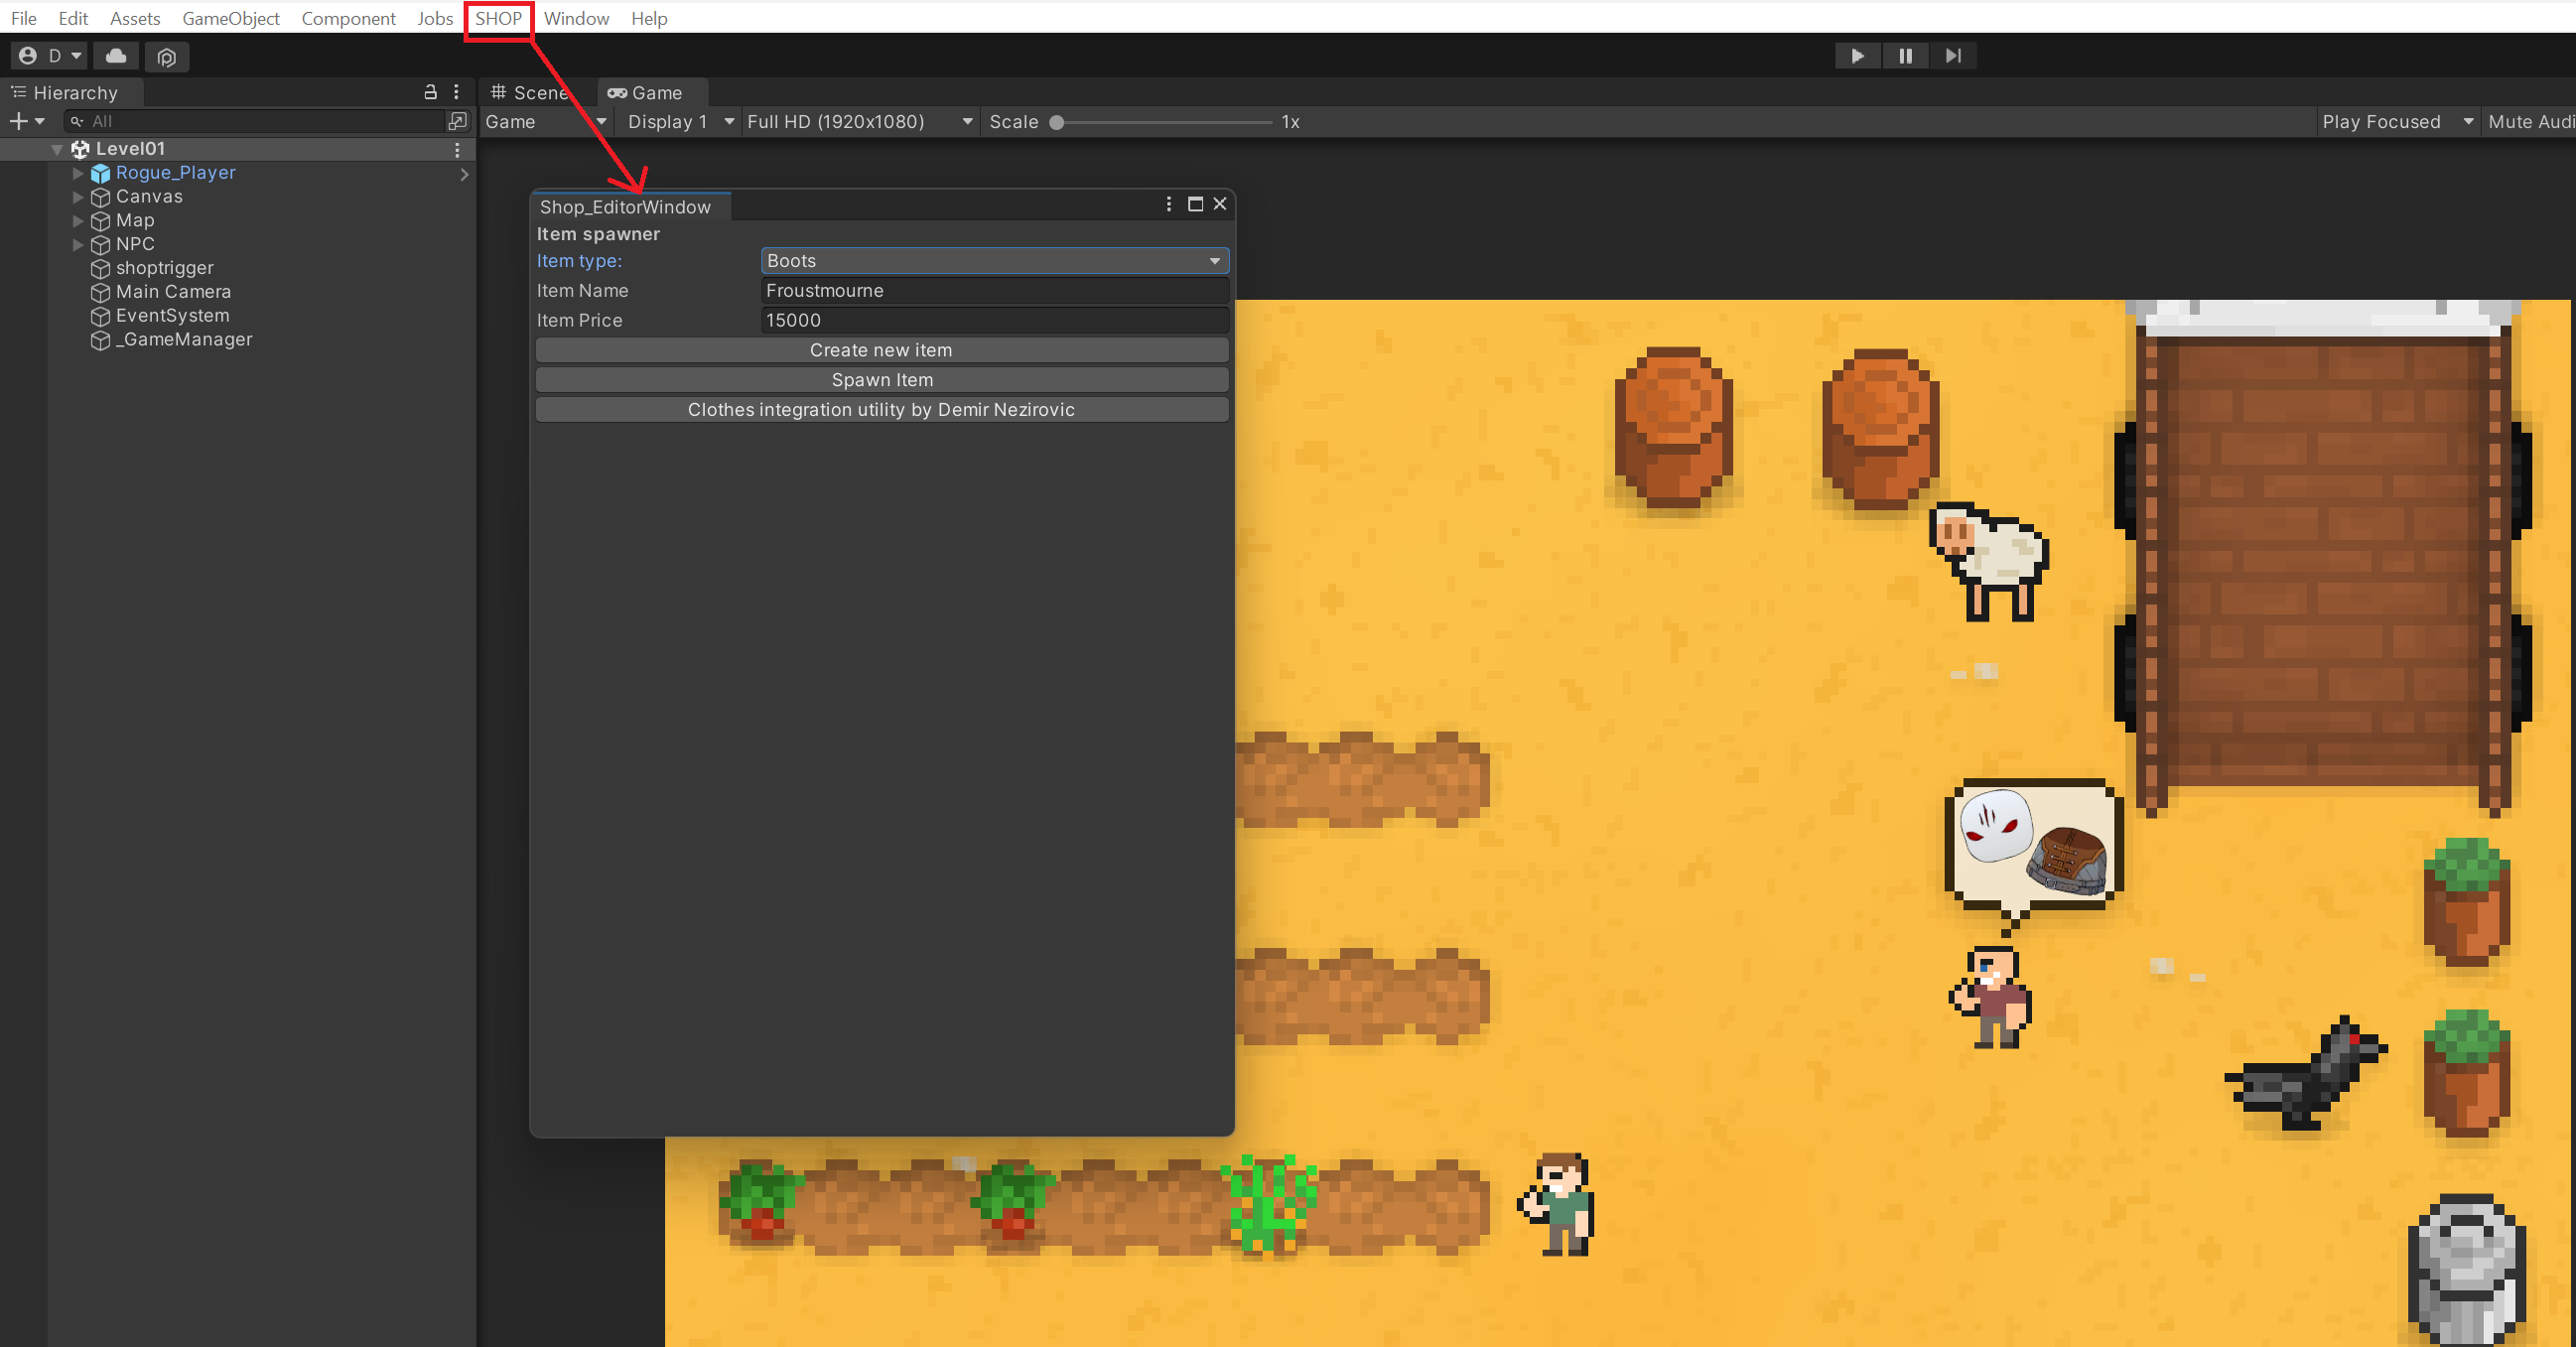 File Edit Assets GameObject Component Jobs SHOP Window Help
D
Hierarchy
Scene Game
All
Game Display 1 Full HD (1920x1080) Scale 1x Play Focused Mute Audi
Level01
Rogue_Player
Canvas
Map
NPC
shoptrigger
Main Camera
EventSystem
_GameManager
Shop_EditorWindow
Item spawner
Item type: Boots
Item Name Froustmourne
Item Price 15000
Create new item
Spawn Item
Clothes integration utility by Demir Nezirovic